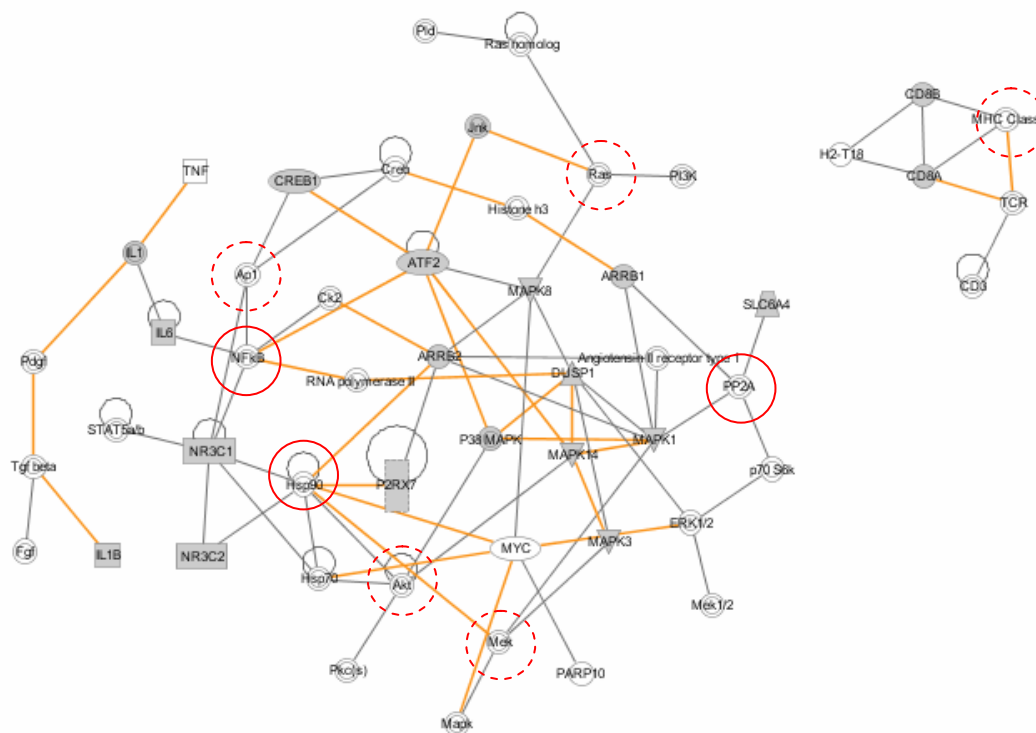 Pld
Ras homolog
CD8B
MHC Class
Jnk
H2-T18
TNF
CREB1
Creb
Ras
PI3K
CD8A
TCR
Histone h3
IL1
ATF2
Ap1
ARRB1
CD3
MAPK8
Ck2
SLC6A4
IL6
Pdgf
NFkB
ARRB2
Angiotensin II receptor type 1
RNA polymerase II
DUSP1
PP2A
STAT5a/b
NR3C1
P38 MAPK
MAPK1
MAPK14
Tgf beta
Hsp90
P2RX7
p70 S6k
ERK1/2
Fgf
IL1B
NR3C2
MYC
MAPK3
Hsp70
Akt
Mek1/2
Mek
Pkc(s)
PARP10
Mapk